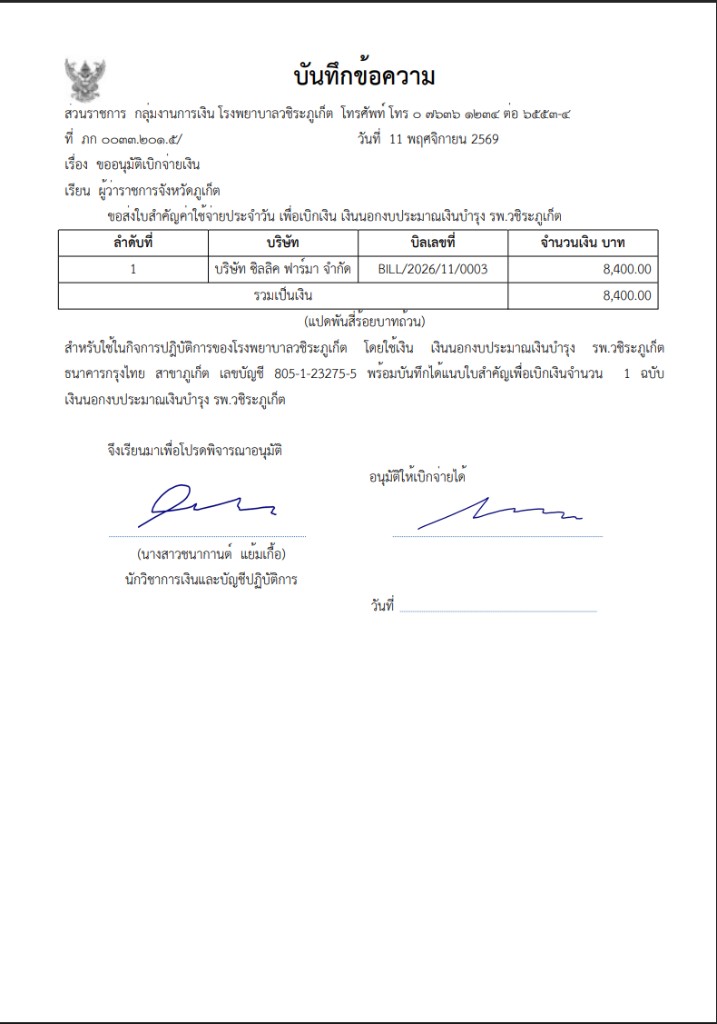 บันทึกข้อความ
ส่วนราชการ กลุ่มงานการเงิน โรงพยาบาลวชิระภูเก็ต โทรศัพท์ โทร ๐ ๗๖๓๖ ๑๒๓๔ ต่อ ๖๕๕๓-๔
ที่ ภก ๐๐๓๓.๒๐๑.๕/ วันที่ 11 พฤศจิกายน 2569
เรื่อง ขออนุมัติเบิกจ่ายเงิน
เรียน ผู้ว่าราชการจังหวัดภูเก็ต
ขอส่งใบสำคัญค่าใช้จ่ายประจำวัน เพื่อเบิกเงิน เงินนอกงบประมาณเงินบำรุง รพ.วชิระภูเก็ต
ลำดับที่ บริษัท บิลเลขที่ จำนวนเงิน บาท
1 บริษัท ซิลลิค ฟาร์มา จำกัด BILL/2026/11/0003 8,400.00
รวมเป็นเงิน 8,400.00
(แปดพันสี่ร้อยบาทถ้วน)
สำหรับใช้ในกิจการปฏิบัติการของโรงพยาบาลวชิระภูเก็ต โดยใช้เงิน เงินนอกงบประมาณเงินบำรุง รพ.วชิระภูเก็ต
ธนาคารกรุงไทย สาขาภูเก็ต เลขบัญชี 805-1-23275-5 พร้อมบันทึกได้แนบใบสำคัญเพื่อเบิกเงินจำนวน 1 ฉบับ
เงินนอกงบประมาณเงินบำรุง รพ.วชิระภูเก็ต
จึงเรียนมาเพื่อโปรดพิจารณาอนุมัติ
อนุมัติให้เบิกจ่ายได้
(นางสาวชนากานต์ แย้มเกื้อ)
นักวิชาการเงินและบัญชีปฏิบัติการ
วันที่